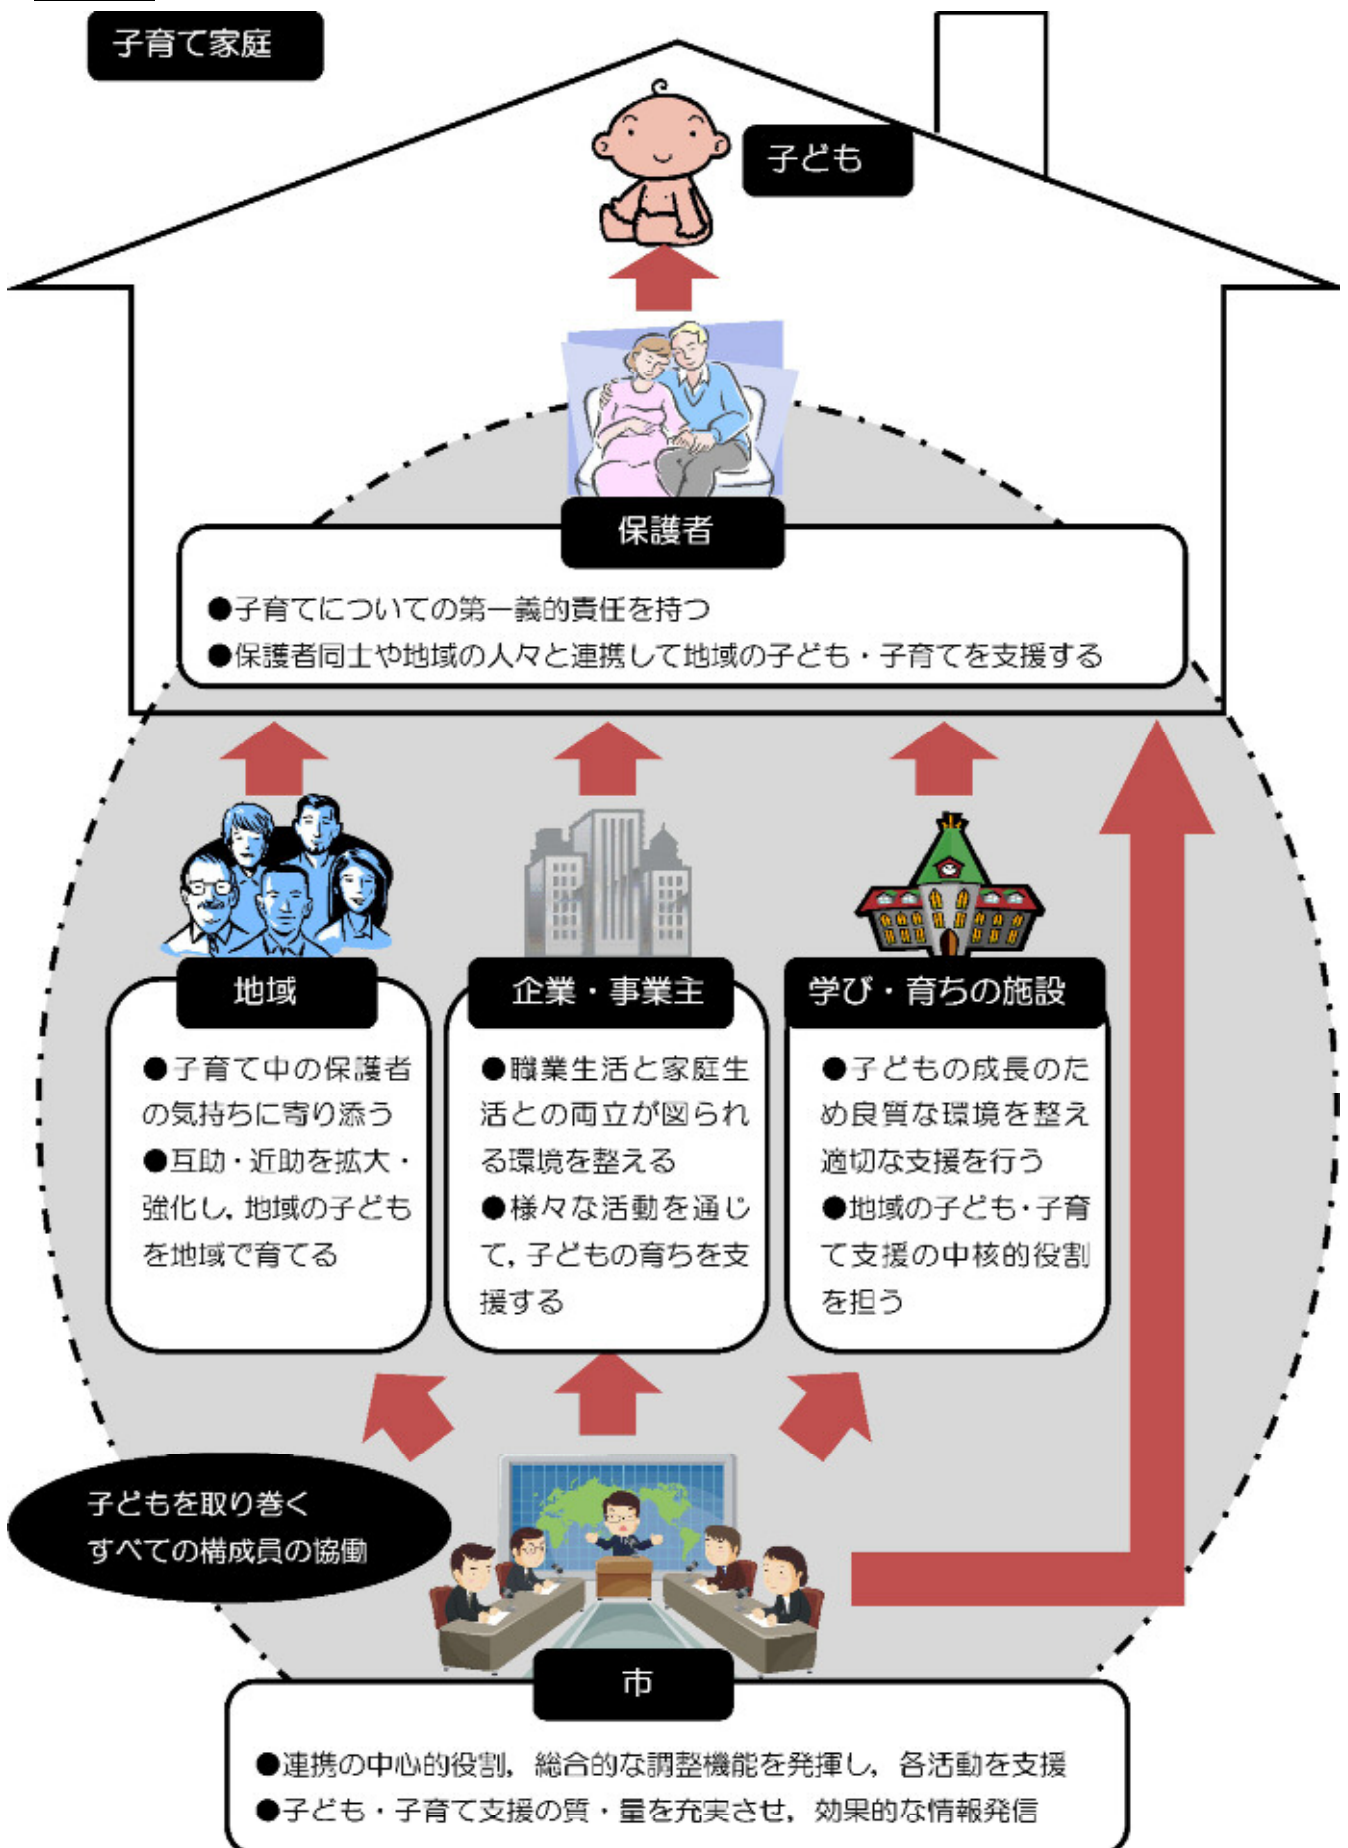 子育て家庭
子ども
保護者
●子育てについての第一義的責任を持つ
●保護者同士や地域の人々と連携して地域の子ども・子育てを支援する
地域
●子育て中の保護者
の気持ちに寄り添う
●互助・近助を拡大・
強化し，地域の子ども
を地域で育てる
企業・事業主
●職業生活と家庭生
活との両立が図られ
る環境を整える
●様々な活動を通じ
て，子どもの育ちを支
援する
学び・育ちの施設
●子どもの成長のた
め良質な環境を整え
適切な支援を行う
●地域の子ども・子育
て支援の中核的役割
を担う
子どもを取り巻く
すべての構成員の協働
市
●連携の中心的役割，総合的な調整機能を発揮し，各活動を支援
●子ども・子育て支援の質・量を充実させ，効果的な情報発信